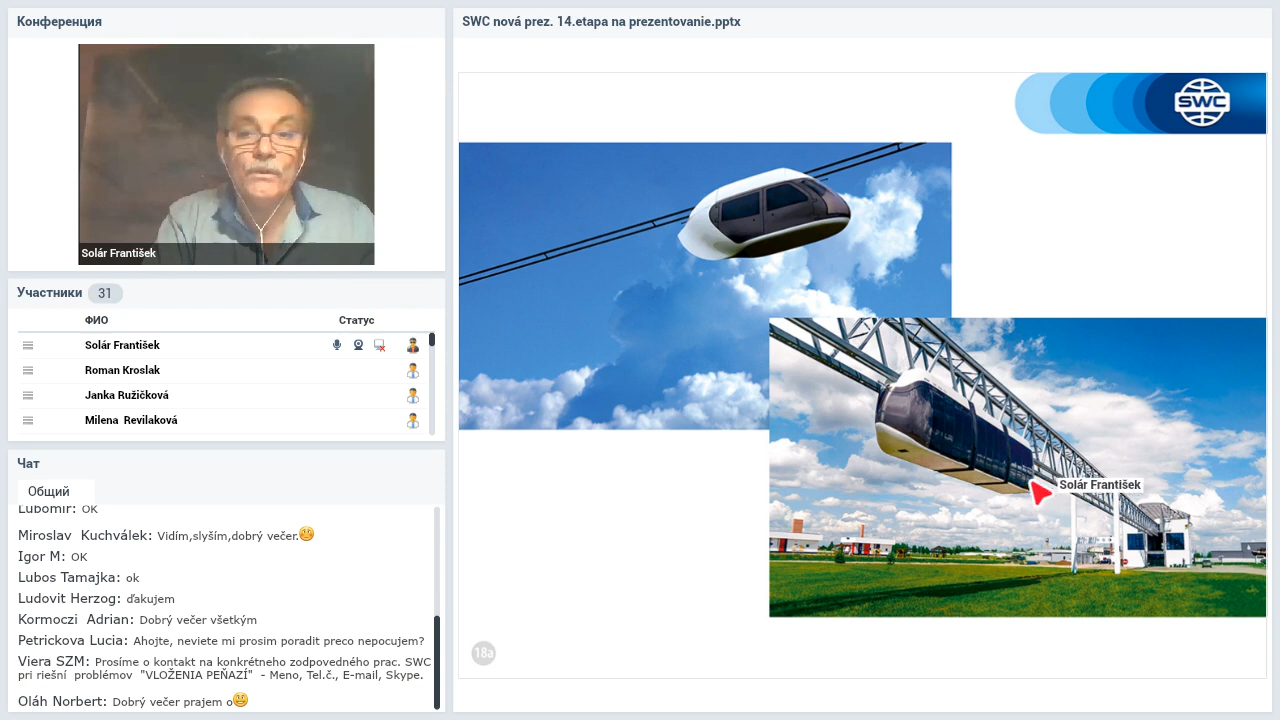 Конференция
Solár František
Участники 31
ФИО Статус
Solár František
Roman Kroslak
Janka Ružičková
Milena Revilaková
Чат
Общий
Lubomir: OK
Miroslav Kuchválek: Vidím,slyším,dobrý večer.
Igor M: OK
Lubos Tamajka: ok
Ludovit Herzog: ďakujem
Kormoczi Adrian: Dobrý večer všetkým
Petrickova Lucia: Ahojte, neviete mi prosim poradit preco nepocujem?
Viera SZM: Prosíme o kontakt na konkrétneho zodpovedného prac. SWC
pri riešní problémov "VLOŽENIA PEŇAZÍ" - Meno, Tel.č., E-mail, Skype.
Oláh Norbert: Dobrý večer prajem o
SWC nová prez. 14.etapa na prezentovanie.pptx
SWC
Solár František
18a